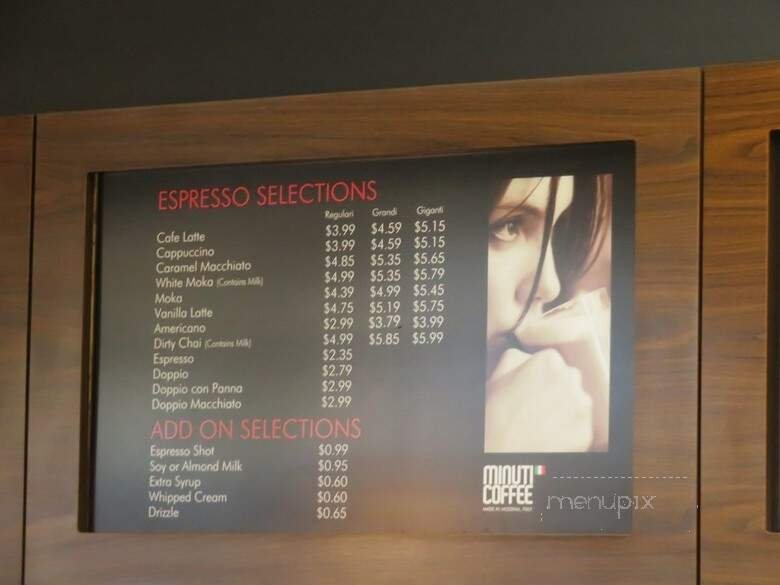 ESPRESSO SELECTIONS
Regulari Grandi Giganti
Cafe Latte $3.99 $4.59 $5.15
Cappuccino $3.99 $4.59 $5.15
Caramel Macchiato $4.85 $5.35 $5.65
White Moka (Contains Milk) $4.99 $5.35 $5.79
Moka $4.39 $4.99 $5.45
Vanilla Latte $4.75 $5.19 $5.75
Americano $2.99 $3.79 $3.99
Dirty Chai (Contains Milk) $4.99 $5.85 $5.99
Espresso $2.35
Doppio $2.79
Doppio con Panna $2.99
Doppio Macchiato $2.99
ADD ON SELECTIONS
Espresso Shot $0.99
Soy or Almond Milk $0.95
Extra Syrup $0.60
Whipped Cream $0.60
Drizzle $0.65
MINUTI
COFFEE
MADE IN MODENA, ITALY
menupix